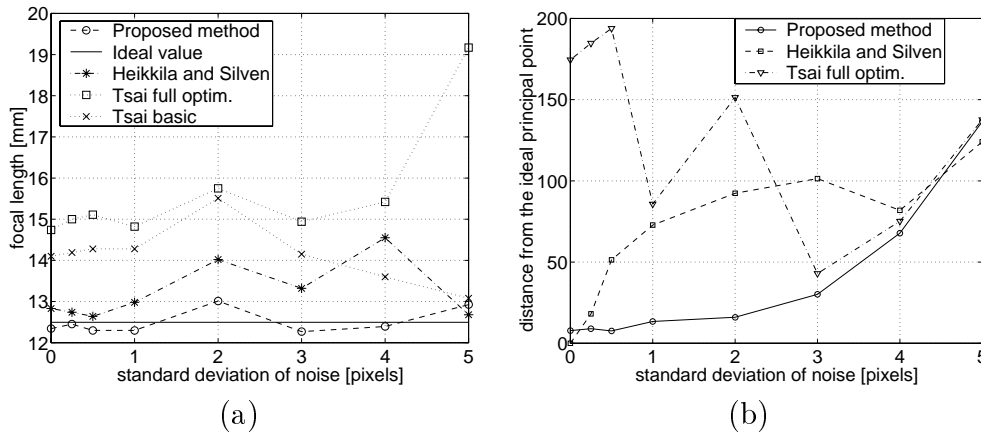 20
19
18
17
16
15
14
13
12
focal length [mm]
Proposed method
Ideal value
Heikkila and Silven
Tsai full optim.
Tsai basic
0 1 2 3 4 5
standard deviation of noise [pixels]
(a)
200
150
100
50
0
distance from the ideal principal point
Proposed method
Heikkila and Silven
Tsai full optim.
0 1 2 3 4 5
standard deviation of noise [pixels]
(b)